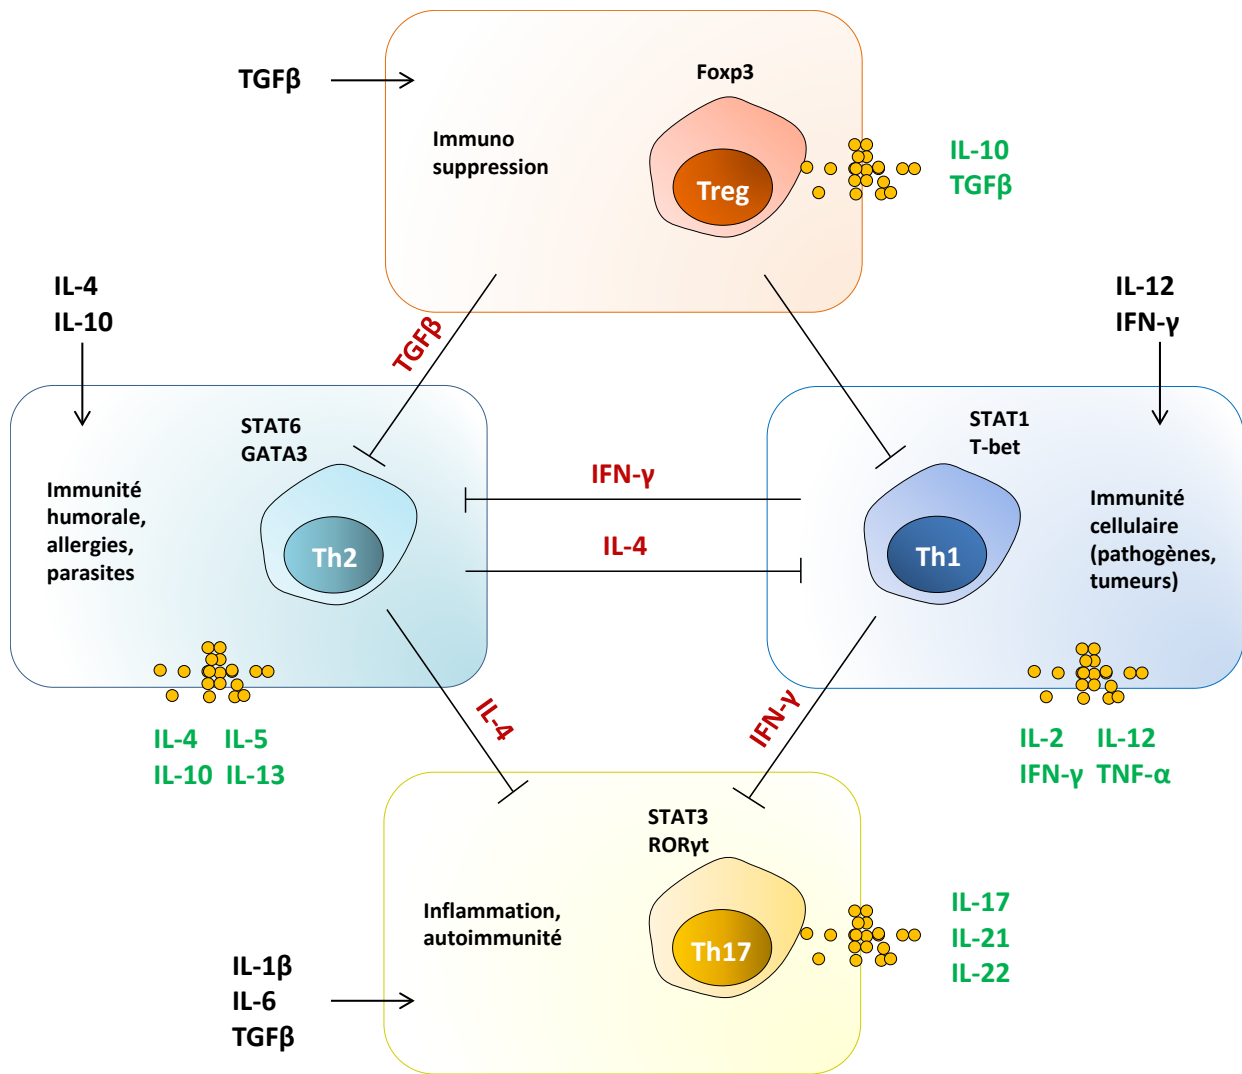 TGFβ
Foxp3
Immuno
suppression
Treg
IL-10
TGFβ
IL-4
IL-10
TGFβ
IL-12
IFN-γ
STAT6
GATA3
Immunité
humorale,
allergies,
parasites
Th2
IFN-γ
IL-4
STAT1
T-bet
Th1
Immunité
cellulaire
(pathogènes,
tumeurs)
IL-4 IL-5
IL-10 IL-13
IL-4
IFN-γ
IL-2 IL-12
IFN-γ TNF-α
STAT3
RORγt
Inflammation,
autoimmunité
Th17
IL-17
IL-21
IL-22
IL-1β
IL-6
TGFβ